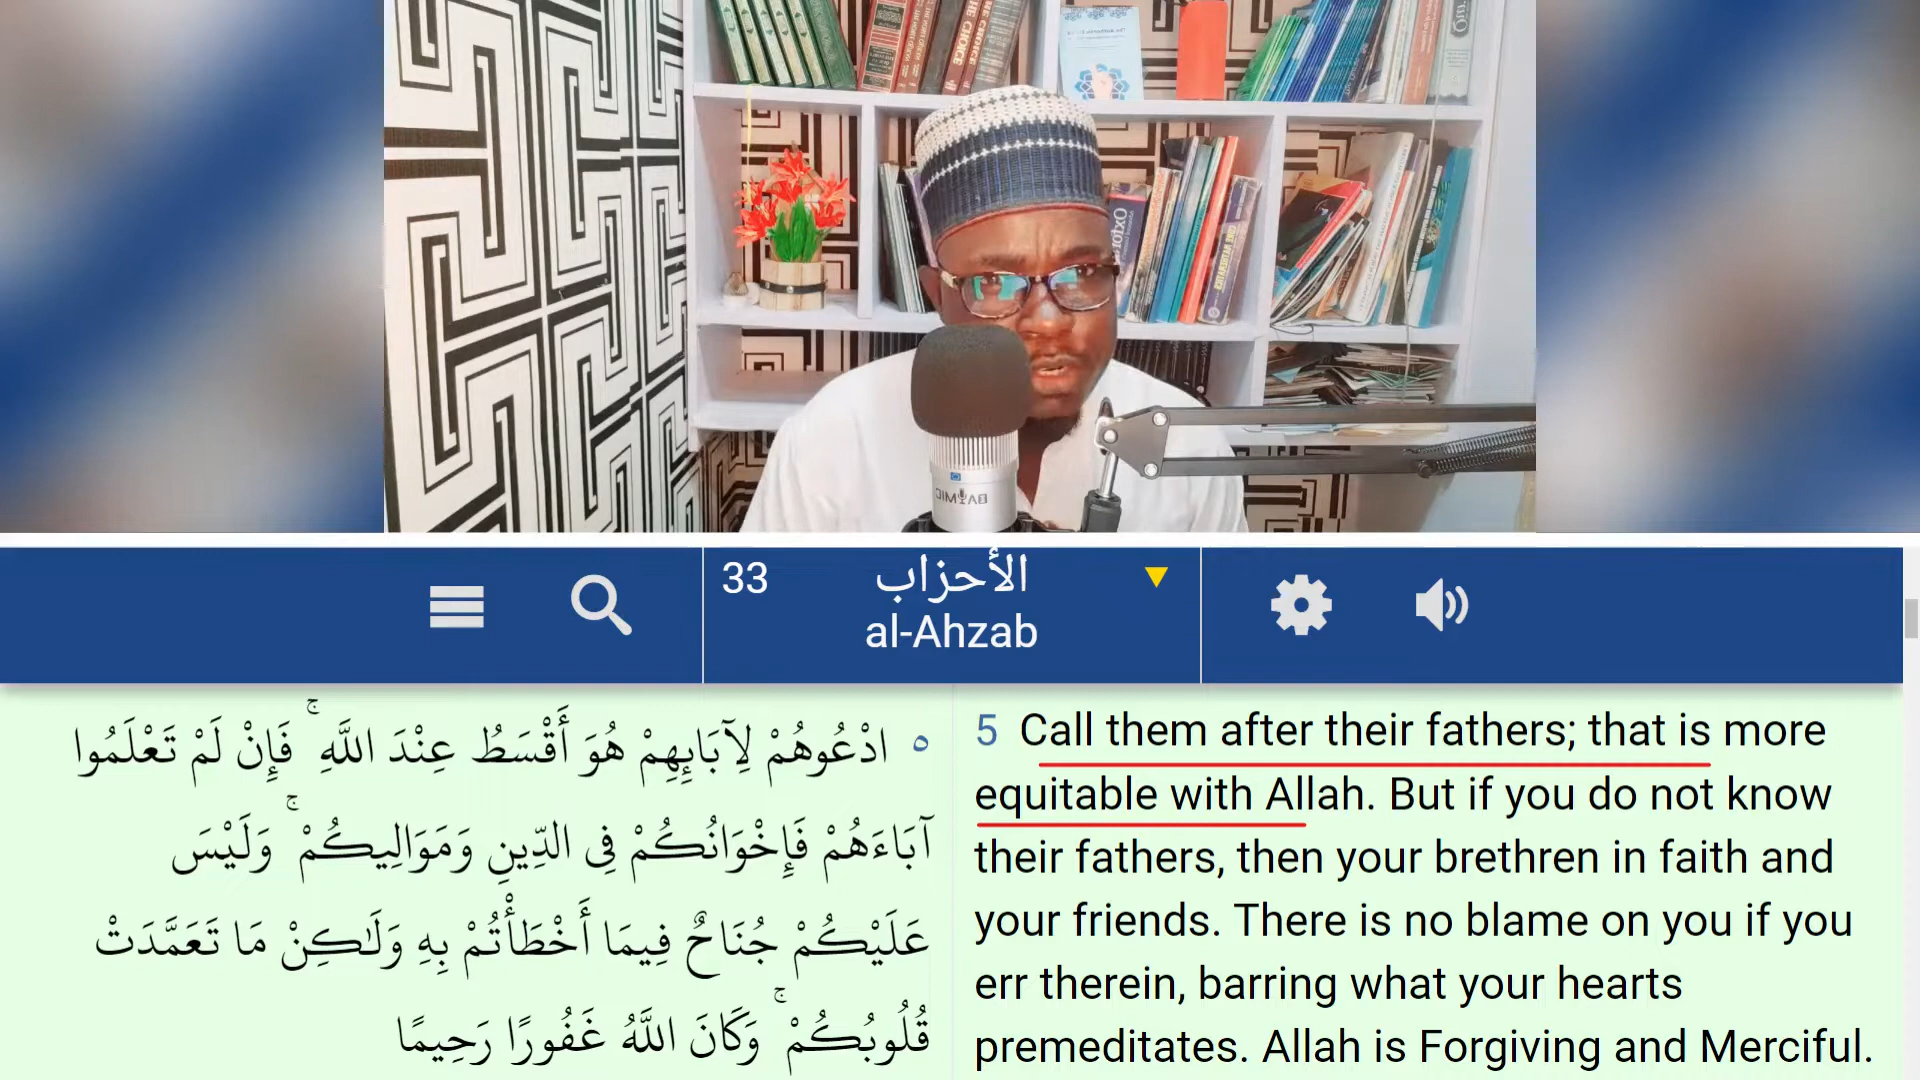 THE CHOICE
BAYMIC
33
الأحزاب
al-Ahzab
٥ ادْعُوهُمْ لِآبَائِهِمْ هُوَ أَقْسَطُ عِنْدَ اللَّهِ ۚ فَإِنْ لَمْ تَعْلَمُوا
آبَاءَهُمْ فَإِخْوَانُكُمْ فِى الدِّينِ وَمَوَالِيكُمْ ۚ وَلَيْسَ
عَلَيْكُمْ جُنَاحٌ فِيمَا أَخْطَأْتُمْ بِهِ وَلَٰكِنْ مَا تَعَمَّدَتْ
قُلُوبُكُمْ ۚ وَكَانَ اللَّهُ غَفُورًا رَحِيمًا
5 Call them after their fathers; that is more
equitable with Allah. But if you do not know
their fathers, then your brethren in faith and
your friends. There is no blame on you if you
err therein, barring what your hearts
premeditates. Allah is Forgiving and Merciful.